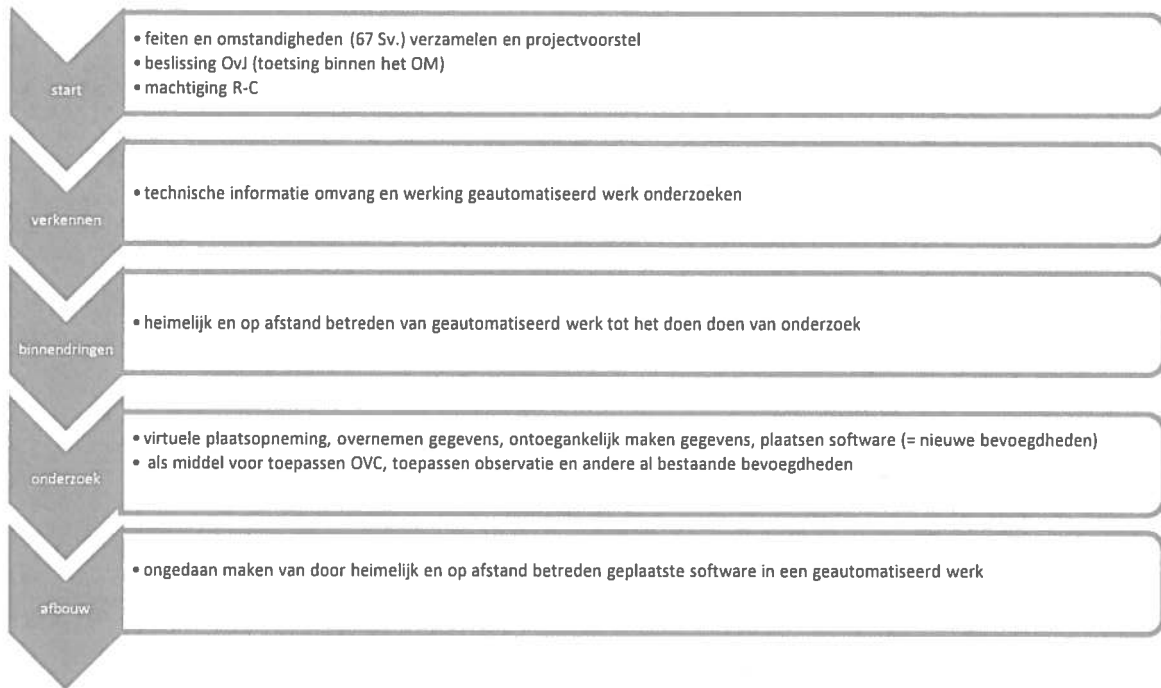 start
• feiten en omstandigheden (67 Sv.) verzamelen en projectvoorstel
• beslissing OvJ (toetsing binnen het OM)
• machtiging R-C
verkennen
• technische informatie omvang en werking geautomatiseerd werk onderzoeken
binnendringen
• heimelijk en op afstand betreden van geautomatiseerd werk tot het doen doen van onderzoek
onderzoek
• virtuele plaatsopneming, overnemen gegevens, ontoegankelijk maken gegevens, plaatsen software (= nieuwe bevoegdheden)
• als middel voor toepassen OVC, toepassen observatie en andere al bestaande bevoegdheden
afbouw
• ongedaan maken van door heimelijk en op afstand betreden geplaatste software in een geautomatiseerd werk